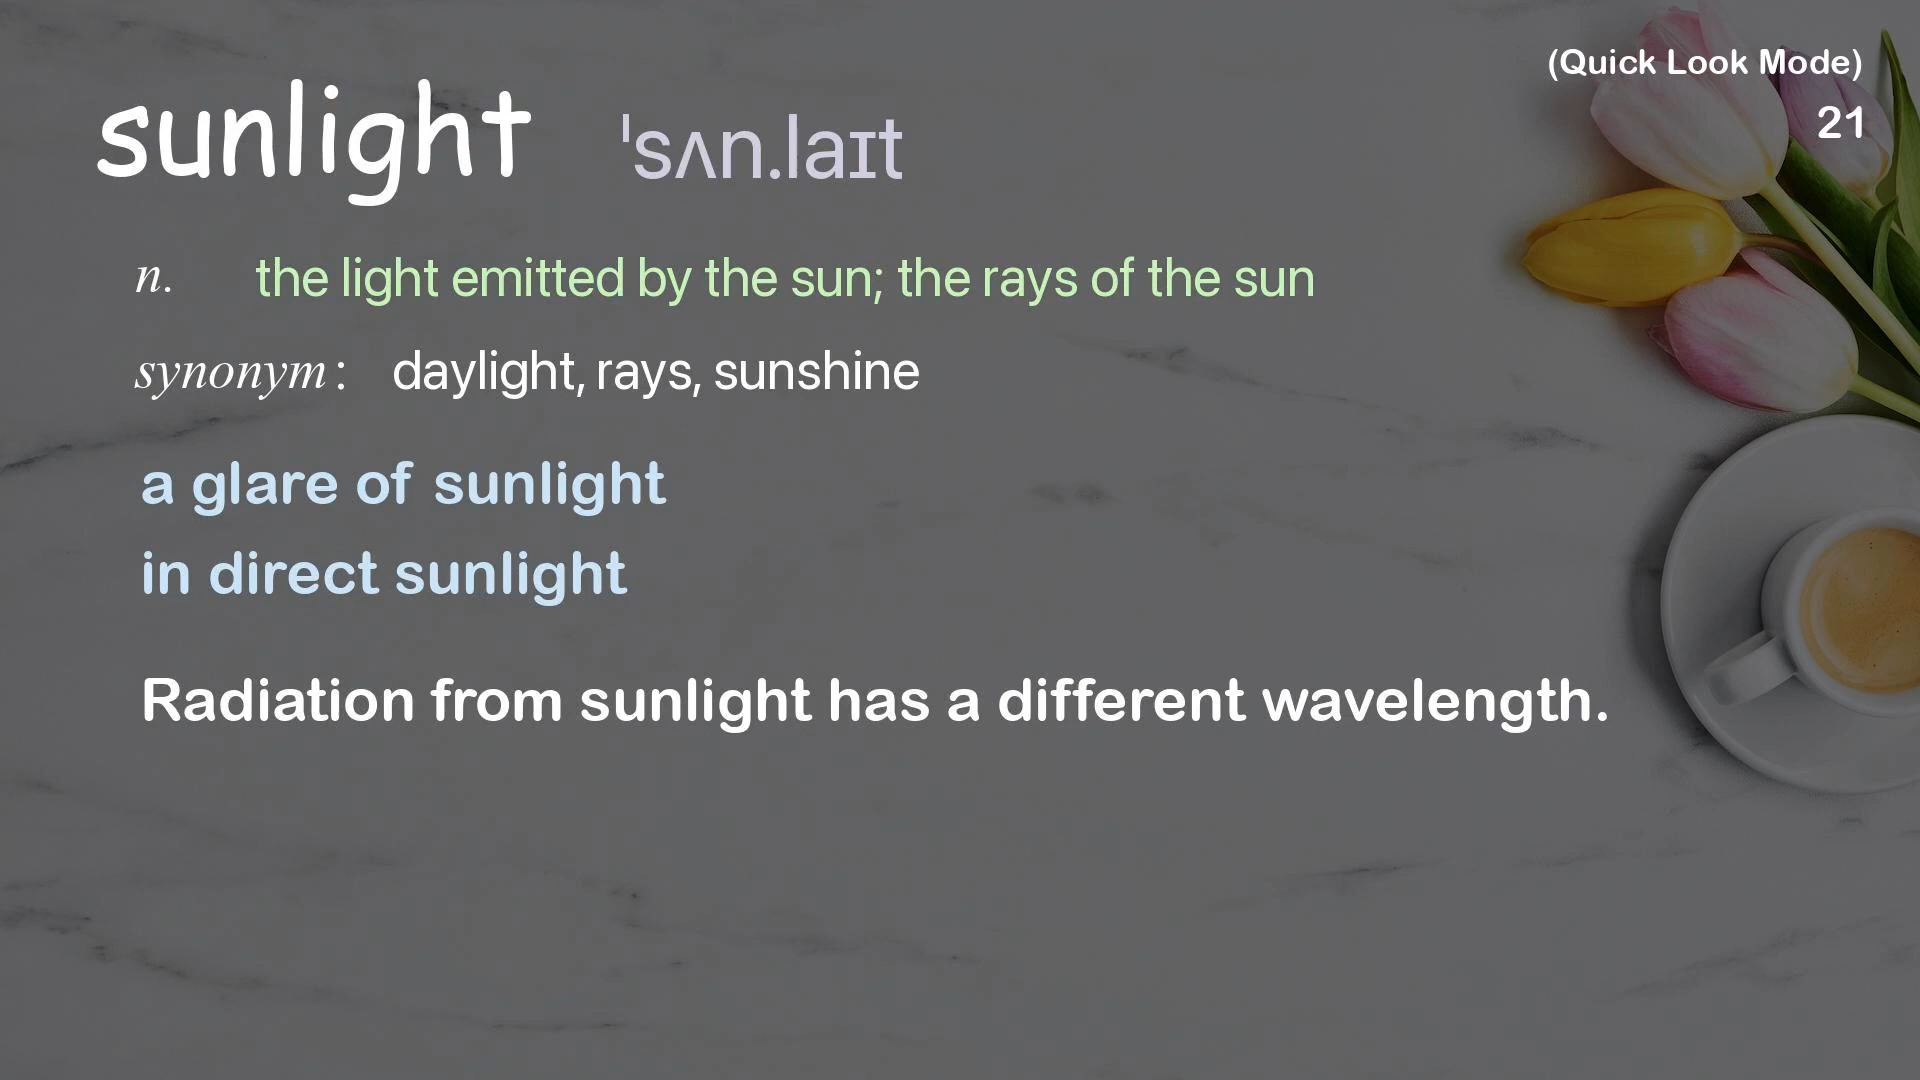 (Quick Look Mode)
21
sunlight ˈsʌn.laɪt
n. the light emitted by the sun; the rays of the sun
synonym: daylight, rays, sunshine
a glare of sunlight
in direct sunlight
Radiation from sunlight has a different wavelength.